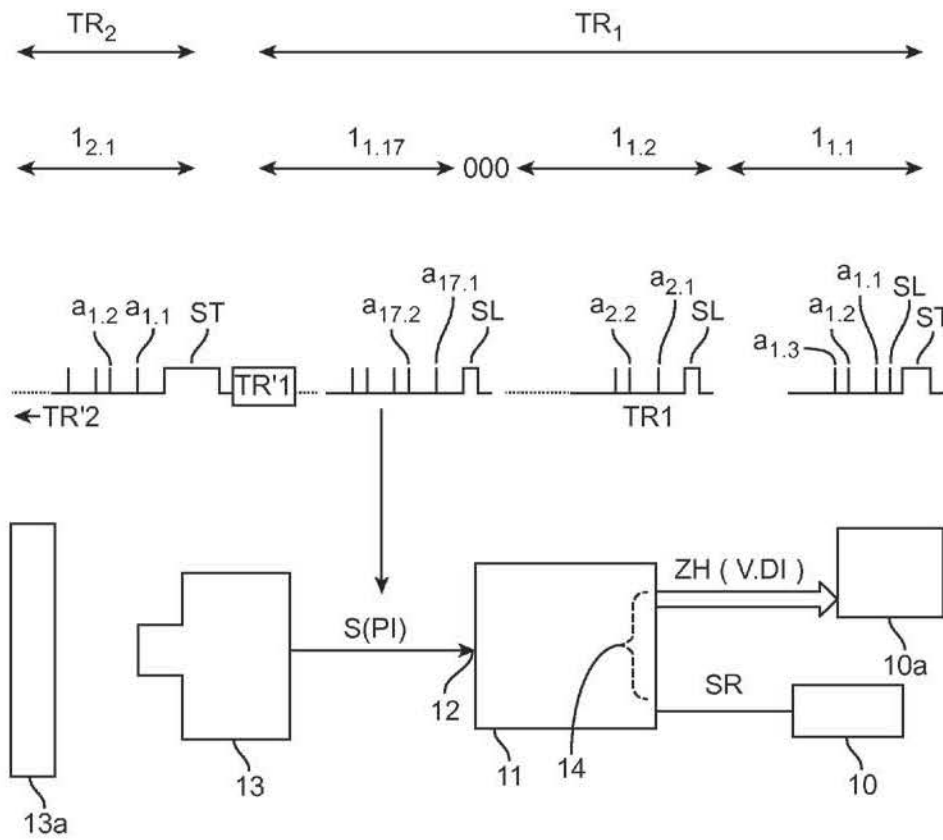 TR₂ TR₁
1₂.₁ 1₁.₁₇ 000 1₁.₂ 1₁.₁
a₁.₂ a₁.₁ ST a₁₇.₂ a₁₇.₁ SL a₂.₂ a₂.₁ SL a₁.₃ a₁.₂ a₁.₁ SL ST
TR'1
TR'2 TR1
ZH ( V.DI )
S(PI)
10a
12 SR
13 11 14 10
13a